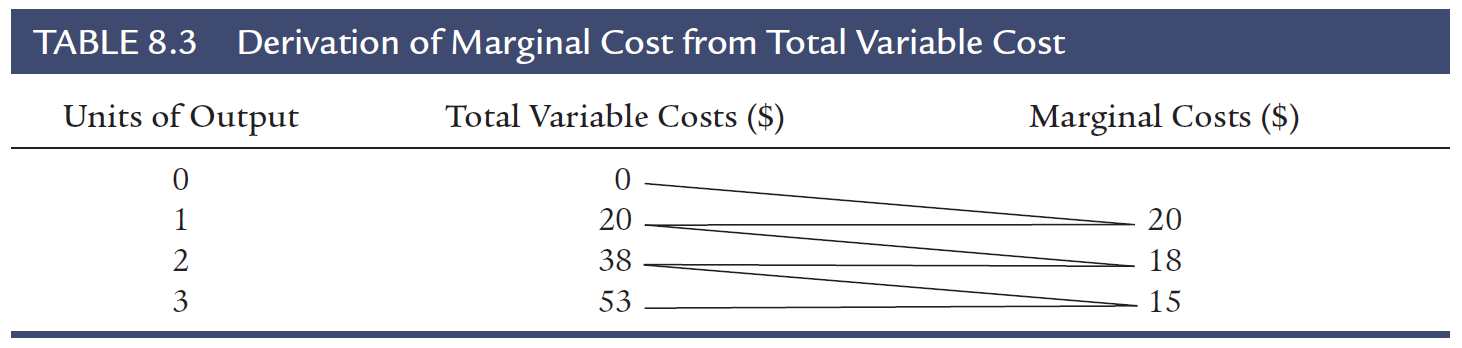 TABLE 8.3 Derivation of Marginal Cost from Total Variable Cost
Units of Output Total Variable Costs ($) Marginal Costs ($)
0 0
1 20 20
2 38 18
3 53 15